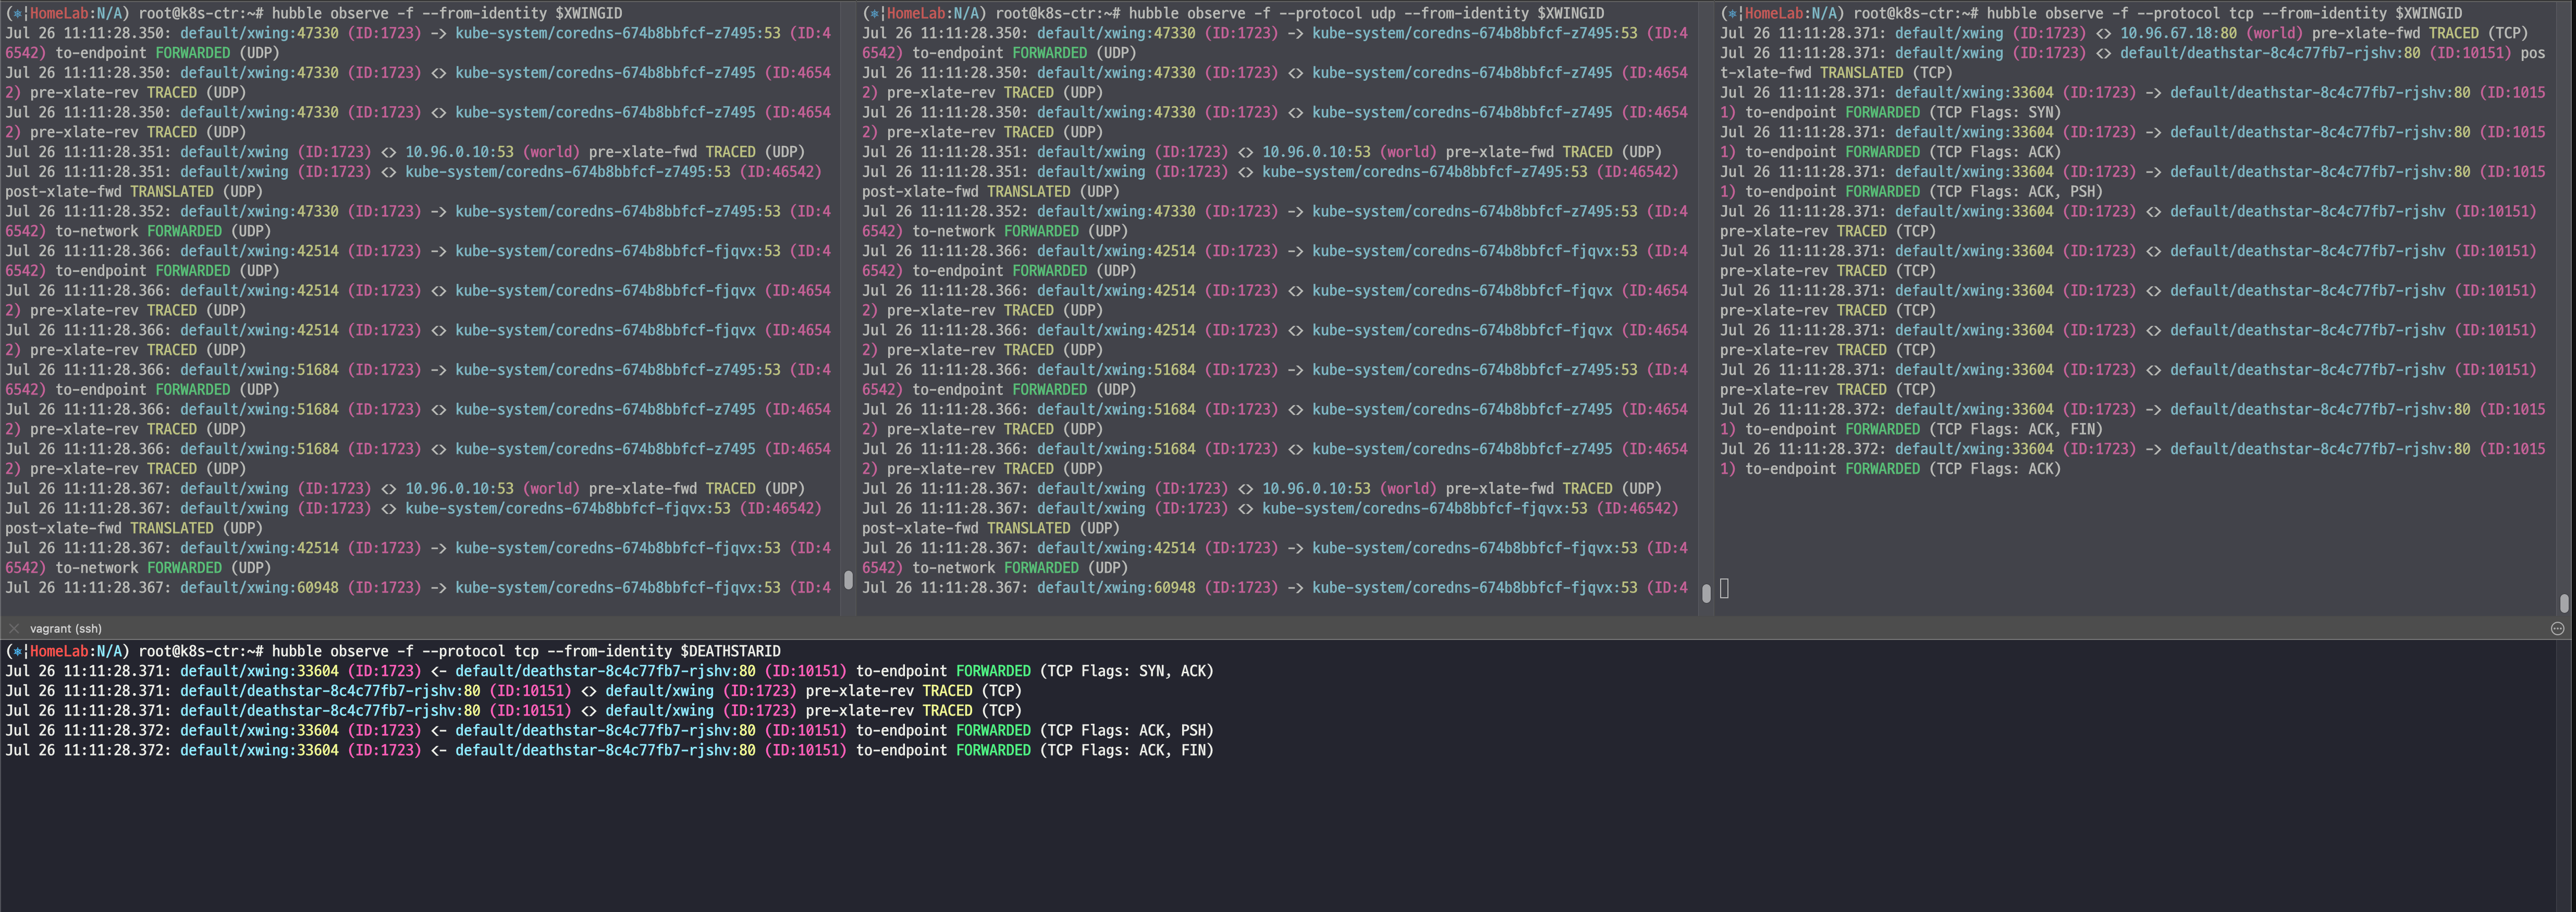 (⎈¦HomeLab:N/A) root@k8s-ctr:~# hubble observe -f --from-identity $XWINGID
Jul 26 11:11:28.350: default/xwing:47330 (ID:1723) -> kube-system/coredns-674b8bbfcf-z7495:53 (ID:4
6542) to-endpoint FORWARDED (UDP)
Jul 26 11:11:28.350: default/xwing:47330 (ID:1723) <> kube-system/coredns-674b8bbfcf-z7495 (ID:4654
2) pre-xlate-rev TRACED (UDP)
Jul 26 11:11:28.350: default/xwing:47330 (ID:1723) <> kube-system/coredns-674b8bbfcf-z7495 (ID:4654
2) pre-xlate-rev TRACED (UDP)
Jul 26 11:11:28.351: default/xwing (ID:1723) <> 10.96.0.10:53 (world) pre-xlate-fwd TRACED (UDP)
Jul 26 11:11:28.351: default/xwing (ID:1723) <> kube-system/coredns-674b8bbfcf-z7495:53 (ID:46542)
post-xlate-fwd TRANSLATED (UDP)
Jul 26 11:11:28.352: default/xwing:47330 (ID:1723) -> kube-system/coredns-674b8bbfcf-z7495:53 (ID:4
6542) to-network FORWARDED (UDP)
Jul 26 11:11:28.366: default/xwing:42514 (ID:1723) -> kube-system/coredns-674b8bbfcf-fjqvx:53 (ID:4
6542) to-endpoint FORWARDED (UDP)
Jul 26 11:11:28.366: default/xwing:42514 (ID:1723) <> kube-system/coredns-674b8bbfcf-fjqvx (ID:4654
2) pre-xlate-rev TRACED (UDP)
Jul 26 11:11:28.366: default/xwing:42514 (ID:1723) <> kube-system/coredns-674b8bbfcf-fjqvx (ID:4654
2) pre-xlate-rev TRACED (UDP)
Jul 26 11:11:28.366: default/xwing:51684 (ID:1723) -> kube-system/coredns-674b8bbfcf-z7495:53 (ID:4
6542) to-endpoint FORWARDED (UDP)
Jul 26 11:11:28.366: default/xwing:51684 (ID:1723) <> kube-system/coredns-674b8bbfcf-z7495 (ID:4654
2) pre-xlate-rev TRACED (UDP)
Jul 26 11:11:28.366: default/xwing:51684 (ID:1723) <> kube-system/coredns-674b8bbfcf-z7495 (ID:4654
2) pre-xlate-rev TRACED (UDP)
Jul 26 11:11:28.367: default/xwing (ID:1723) <> 10.96.0.10:53 (world) pre-xlate-fwd TRACED (UDP)
Jul 26 11:11:28.367: default/xwing (ID:1723) <> kube-system/coredns-674b8bbfcf-fjqvx:53 (ID:46542)
post-xlate-fwd TRANSLATED (UDP)
Jul 26 11:11:28.367: default/xwing:42514 (ID:1723) -> kube-system/coredns-674b8bbfcf-fjqvx:53 (ID:4
6542) to-network FORWARDED (UDP)
Jul 26 11:11:28.367: default/xwing:60948 (ID:1723) -> kube-system/coredns-674b8bbfcf-fjqvx:53 (ID:4
(⎈¦HomeLab:N/A) root@k8s-ctr:~# hubble observe -f --protocol udp --from-identity $XWINGID
Jul 26 11:11:28.350: default/xwing:47330 (ID:1723) -> kube-system/coredns-674b8bbfcf-z7495:53 (ID:4
6542) to-endpoint FORWARDED (UDP)
Jul 26 11:11:28.350: default/xwing:47330 (ID:1723) <> kube-system/coredns-674b8bbfcf-z7495 (ID:4654
2) pre-xlate-rev TRACED (UDP)
Jul 26 11:11:28.350: default/xwing:47330 (ID:1723) <> kube-system/coredns-674b8bbfcf-z7495 (ID:4654
2) pre-xlate-rev TRACED (UDP)
Jul 26 11:11:28.351: default/xwing (ID:1723) <> 10.96.0.10:53 (world) pre-xlate-fwd TRACED (UDP)
Jul 26 11:11:28.351: default/xwing (ID:1723) <> kube-system/coredns-674b8bbfcf-z7495:53 (ID:46542)
post-xlate-fwd TRANSLATED (UDP)
Jul 26 11:11:28.352: default/xwing:47330 (ID:1723) -> kube-system/coredns-674b8bbfcf-z7495:53 (ID:4
6542) to-network FORWARDED (UDP)
Jul 26 11:11:28.366: default/xwing:42514 (ID:1723) -> kube-system/coredns-674b8bbfcf-fjqvx:53 (ID:4
6542) to-endpoint FORWARDED (UDP)
Jul 26 11:11:28.366: default/xwing:42514 (ID:1723) <> kube-system/coredns-674b8bbfcf-fjqvx (ID:4654
2) pre-xlate-rev TRACED (UDP)
Jul 26 11:11:28.366: default/xwing:42514 (ID:1723) <> kube-system/coredns-674b8bbfcf-fjqvx (ID:4654
2) pre-xlate-rev TRACED (UDP)
Jul 26 11:11:28.366: default/xwing:51684 (ID:1723) -> kube-system/coredns-674b8bbfcf-z7495:53 (ID:4
6542) to-endpoint FORWARDED (UDP)
Jul 26 11:11:28.366: default/xwing:51684 (ID:1723) <> kube-system/coredns-674b8bbfcf-z7495 (ID:4654
2) pre-xlate-rev TRACED (UDP)
Jul 26 11:11:28.366: default/xwing:51684 (ID:1723) <> kube-system/coredns-674b8bbfcf-z7495 (ID:4654
2) pre-xlate-rev TRACED (UDP)
Jul 26 11:11:28.367: default/xwing (ID:1723) <> 10.96.0.10:53 (world) pre-xlate-fwd TRACED (UDP)
Jul 26 11:11:28.367: default/xwing (ID:1723) <> kube-system/coredns-674b8bbfcf-fjqvx:53 (ID:46542)
post-xlate-fwd TRANSLATED (UDP)
Jul 26 11:11:28.367: default/xwing:42514 (ID:1723) -> kube-system/coredns-674b8bbfcf-fjqvx:53 (ID:4
6542) to-network FORWARDED (UDP)
Jul 26 11:11:28.367: default/xwing:60948 (ID:1723) -> kube-system/coredns-674b8bbfcf-fjqvx:53 (ID:4
(⎈¦HomeLab:N/A) root@k8s-ctr:~# hubble observe -f --protocol tcp --from-identity $XWINGID
Jul 26 11:11:28.371: default/xwing (ID:1723) <> 10.96.67.18:80 (world) pre-xlate-fwd TRACED (TCP)
Jul 26 11:11:28.371: default/xwing (ID:1723) <> default/deathstar-8c4c77fb7-rjshv:80 (ID:10151) pos
t-xlate-fwd TRANSLATED (TCP)
Jul 26 11:11:28.371: default/xwing:33604 (ID:1723) -> default/deathstar-8c4c77fb7-rjshv:80 (ID:1015
1) to-endpoint FORWARDED (TCP Flags: SYN)
Jul 26 11:11:28.371: default/xwing:33604 (ID:1723) -> default/deathstar-8c4c77fb7-rjshv:80 (ID:1015
1) to-endpoint FORWARDED (TCP Flags: ACK)
Jul 26 11:11:28.371: default/xwing:33604 (ID:1723) -> default/deathstar-8c4c77fb7-rjshv:80 (ID:1015
1) to-endpoint FORWARDED (TCP Flags: ACK, PSH)
Jul 26 11:11:28.371: default/xwing:33604 (ID:1723) <> default/deathstar-8c4c77fb7-rjshv (ID:10151)
pre-xlate-rev TRACED (TCP)
Jul 26 11:11:28.371: default/xwing:33604 (ID:1723) <> default/deathstar-8c4c77fb7-rjshv (ID:10151)
pre-xlate-rev TRACED (TCP)
Jul 26 11:11:28.371: default/xwing:33604 (ID:1723) <> default/deathstar-8c4c77fb7-rjshv (ID:10151)
pre-xlate-rev TRACED (TCP)
Jul 26 11:11:28.371: default/xwing:33604 (ID:1723) <> default/deathstar-8c4c77fb7-rjshv (ID:10151)
pre-xlate-rev TRACED (TCP)
Jul 26 11:11:28.371: default/xwing:33604 (ID:1723) <> default/deathstar-8c4c77fb7-rjshv (ID:10151)
pre-xlate-rev TRACED (TCP)
Jul 26 11:11:28.372: default/xwing:33604 (ID:1723) -> default/deathstar-8c4c77fb7-rjshv:80 (ID:1015
1) to-endpoint FORWARDED (TCP Flags: ACK, FIN)
Jul 26 11:11:28.372: default/xwing:33604 (ID:1723) -> default/deathstar-8c4c77fb7-rjshv:80 (ID:1015
1) to-endpoint FORWARDED (TCP Flags: ACK)
vagrant (ssh)
(⎈¦HomeLab:N/A) root@k8s-ctr:~# hubble observe -f --protocol tcp --from-identity $DEATHSTARID
Jul 26 11:11:28.371: default/xwing:33604 (ID:1723) <- default/deathstar-8c4c77fb7-rjshv:80 (ID:10151) to-endpoint FORWARDED (TCP Flags: SYN, ACK)
Jul 26 11:11:28.371: default/deathstar-8c4c77fb7-rjshv:80 (ID:10151) <> default/xwing (ID:1723) pre-xlate-rev TRACED (TCP)
Jul 26 11:11:28.371: default/deathstar-8c4c77fb7-rjshv:80 (ID:10151) <> default/xwing (ID:1723) pre-xlate-rev TRACED (TCP)
Jul 26 11:11:28.372: default/xwing:33604 (ID:1723) <- default/deathstar-8c4c77fb7-rjshv:80 (ID:10151) to-endpoint FORWARDED (TCP Flags: ACK, PSH)
Jul 26 11:11:28.372: default/xwing:33604 (ID:1723) <- default/deathstar-8c4c77fb7-rjshv:80 (ID:10151) to-endpoint FORWARDED (TCP Flags: ACK, FIN)